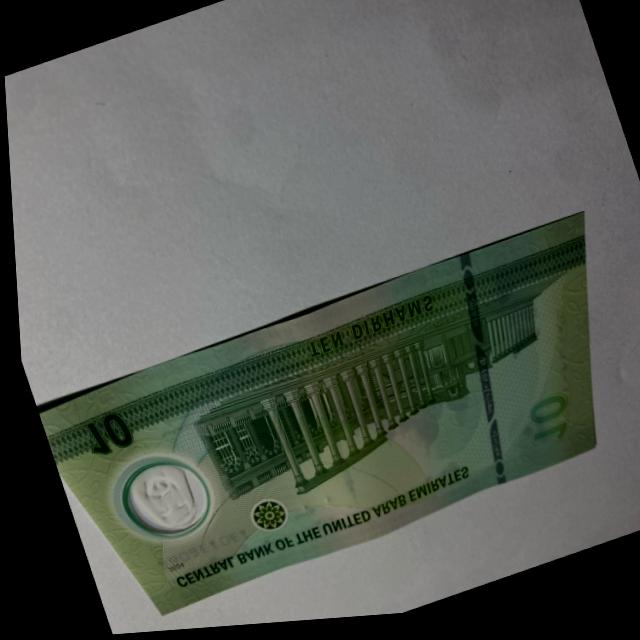 CENTRAL BANK OF THE UNITED ARAB EMIRATES
10
TEN DIRHAMS
10